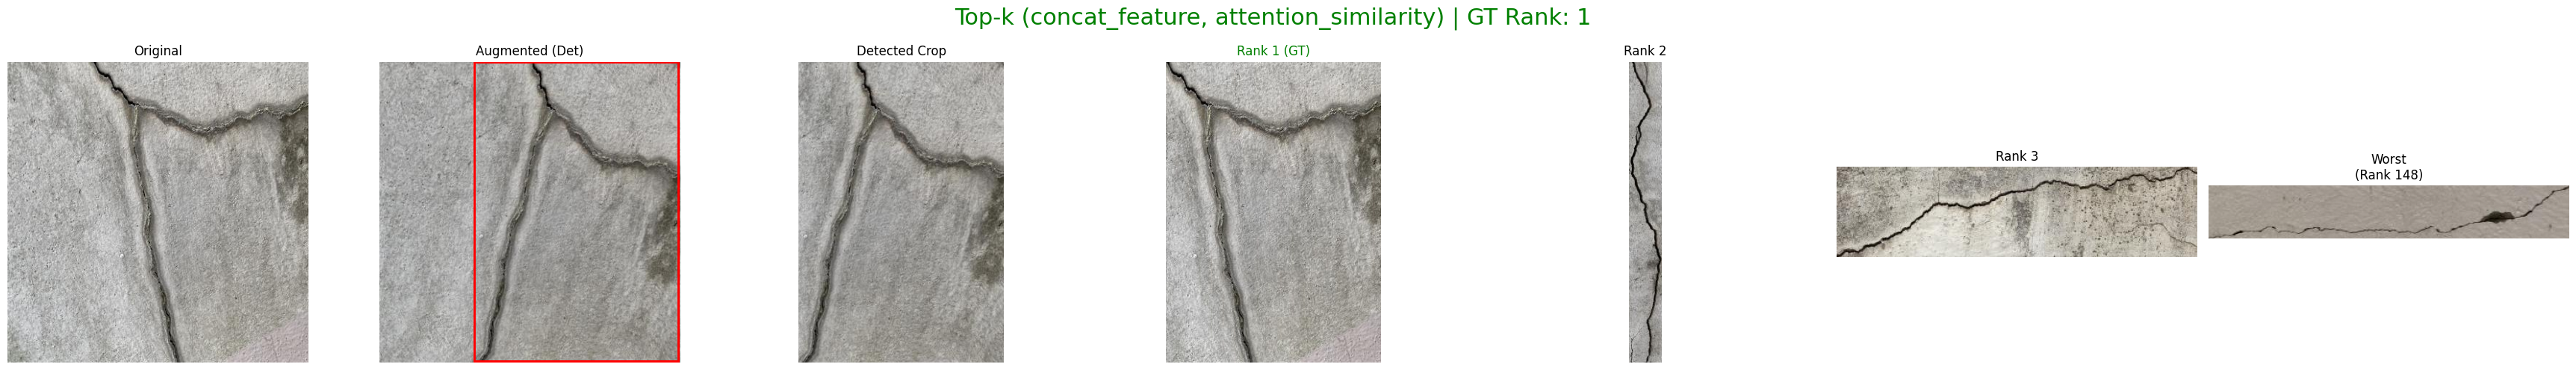 Top-k (concat_feature, attention_similarity) | GT Rank: 1
Original
Augmented (Det)
Detected Crop
Rank 1 (GT)
Rank 2
Rank 3
Worst
(Rank 148)